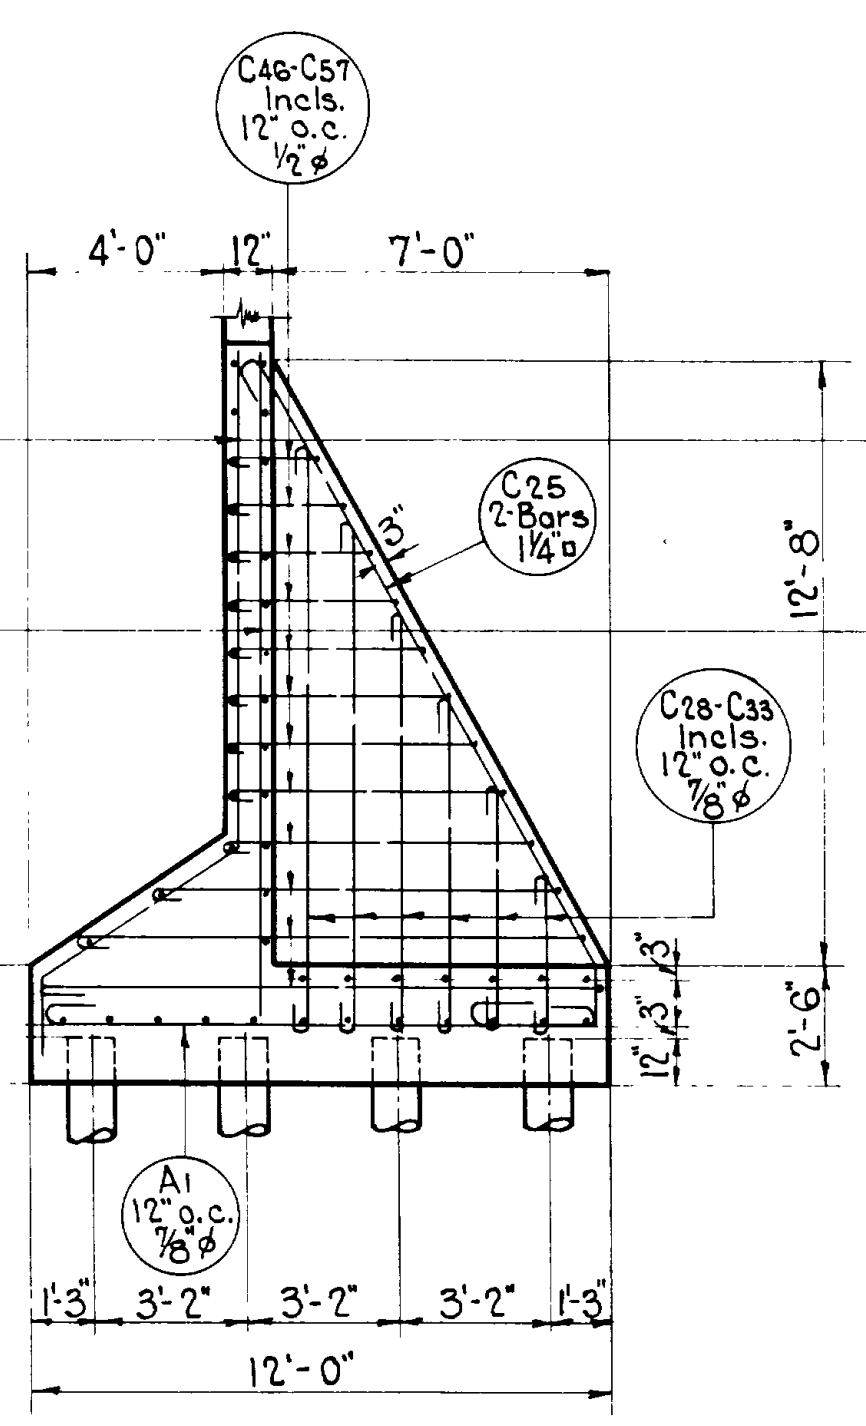 C46-C57
Incls.
12" o.c.
1/2" ϕ
4'-0"
12"
7'-0"
C25
2-Bars
1 1/4" □
3"
12'-8"
C28-C33
Incls.
12" o.c.
7/8" ϕ
3"
3"
12"
2'-6"
A1
12" o.c.
7/8" ϕ
1'-3"
3'-2"
3'-2"
3'-2"
1'-3"
12'-0"